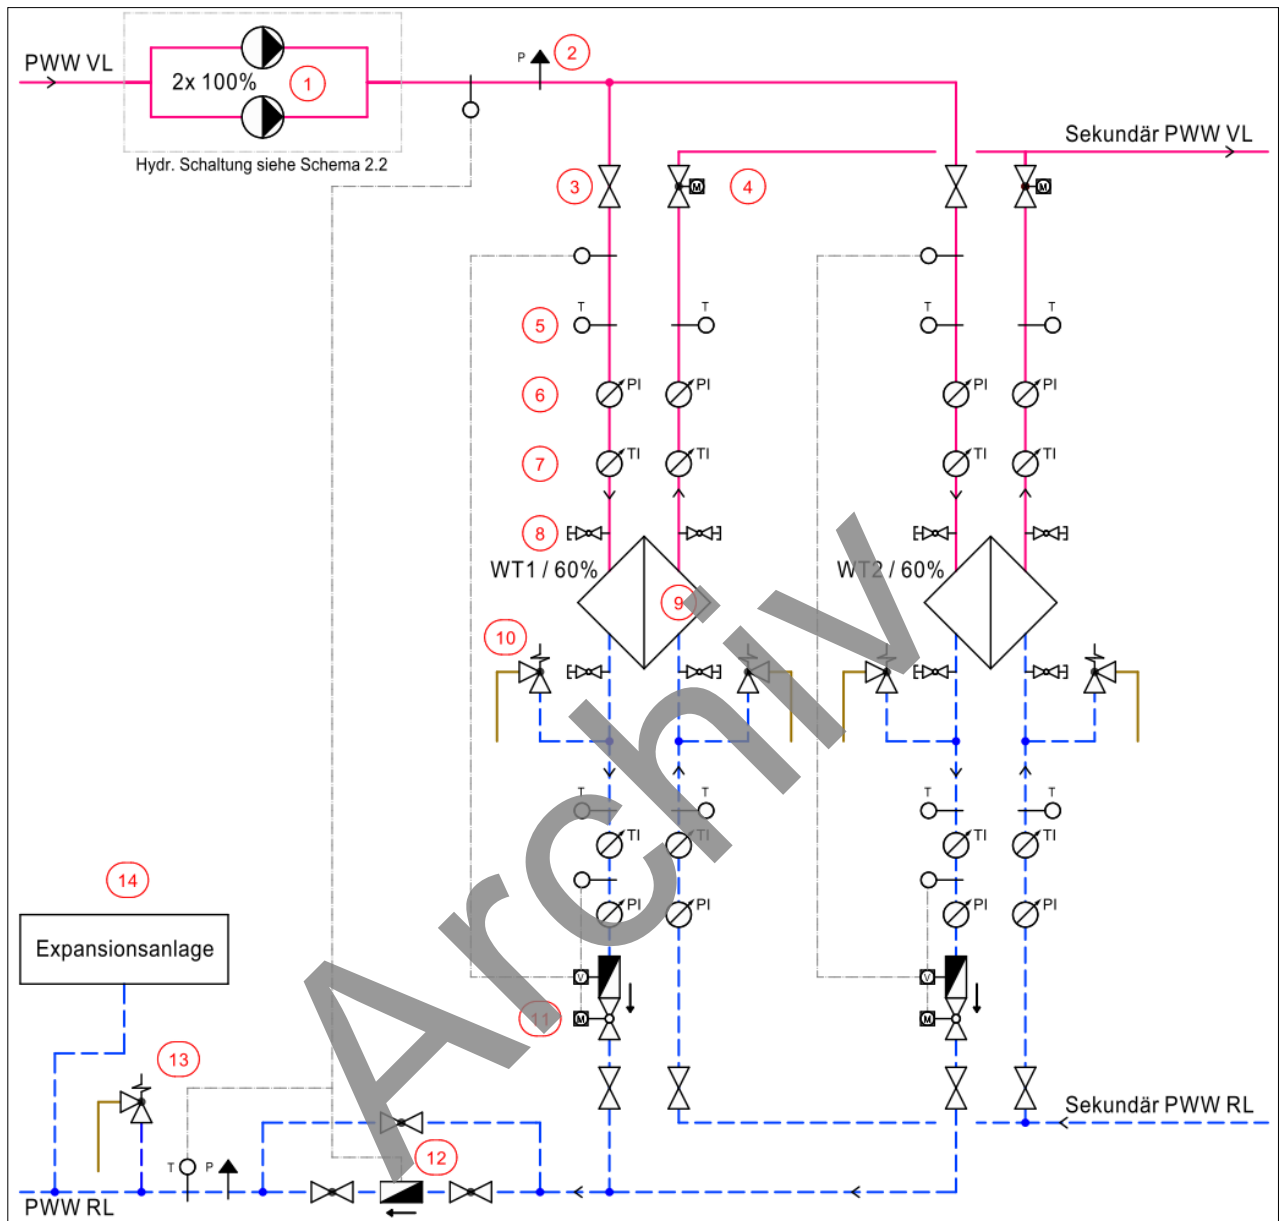 PWW VL
2x 100%
1
P
2
Hydr. Schaltung siehe Schema 2.2
Sekundär PWW VL
3
M
4
M
5
T
T
T
T
6
PI
PI
PI
PI
7
TI
TI
TI
TI
8
WT1 / 60%
WT2 / 60%
9
10
T
T
T
T
TI
TI
TI
TI
PI
PI
PI
PI
14
Expansionsanlage
V
V
11
M
M
13
Sekundär PWW RL
T
P
12
PWW RL
Archiv